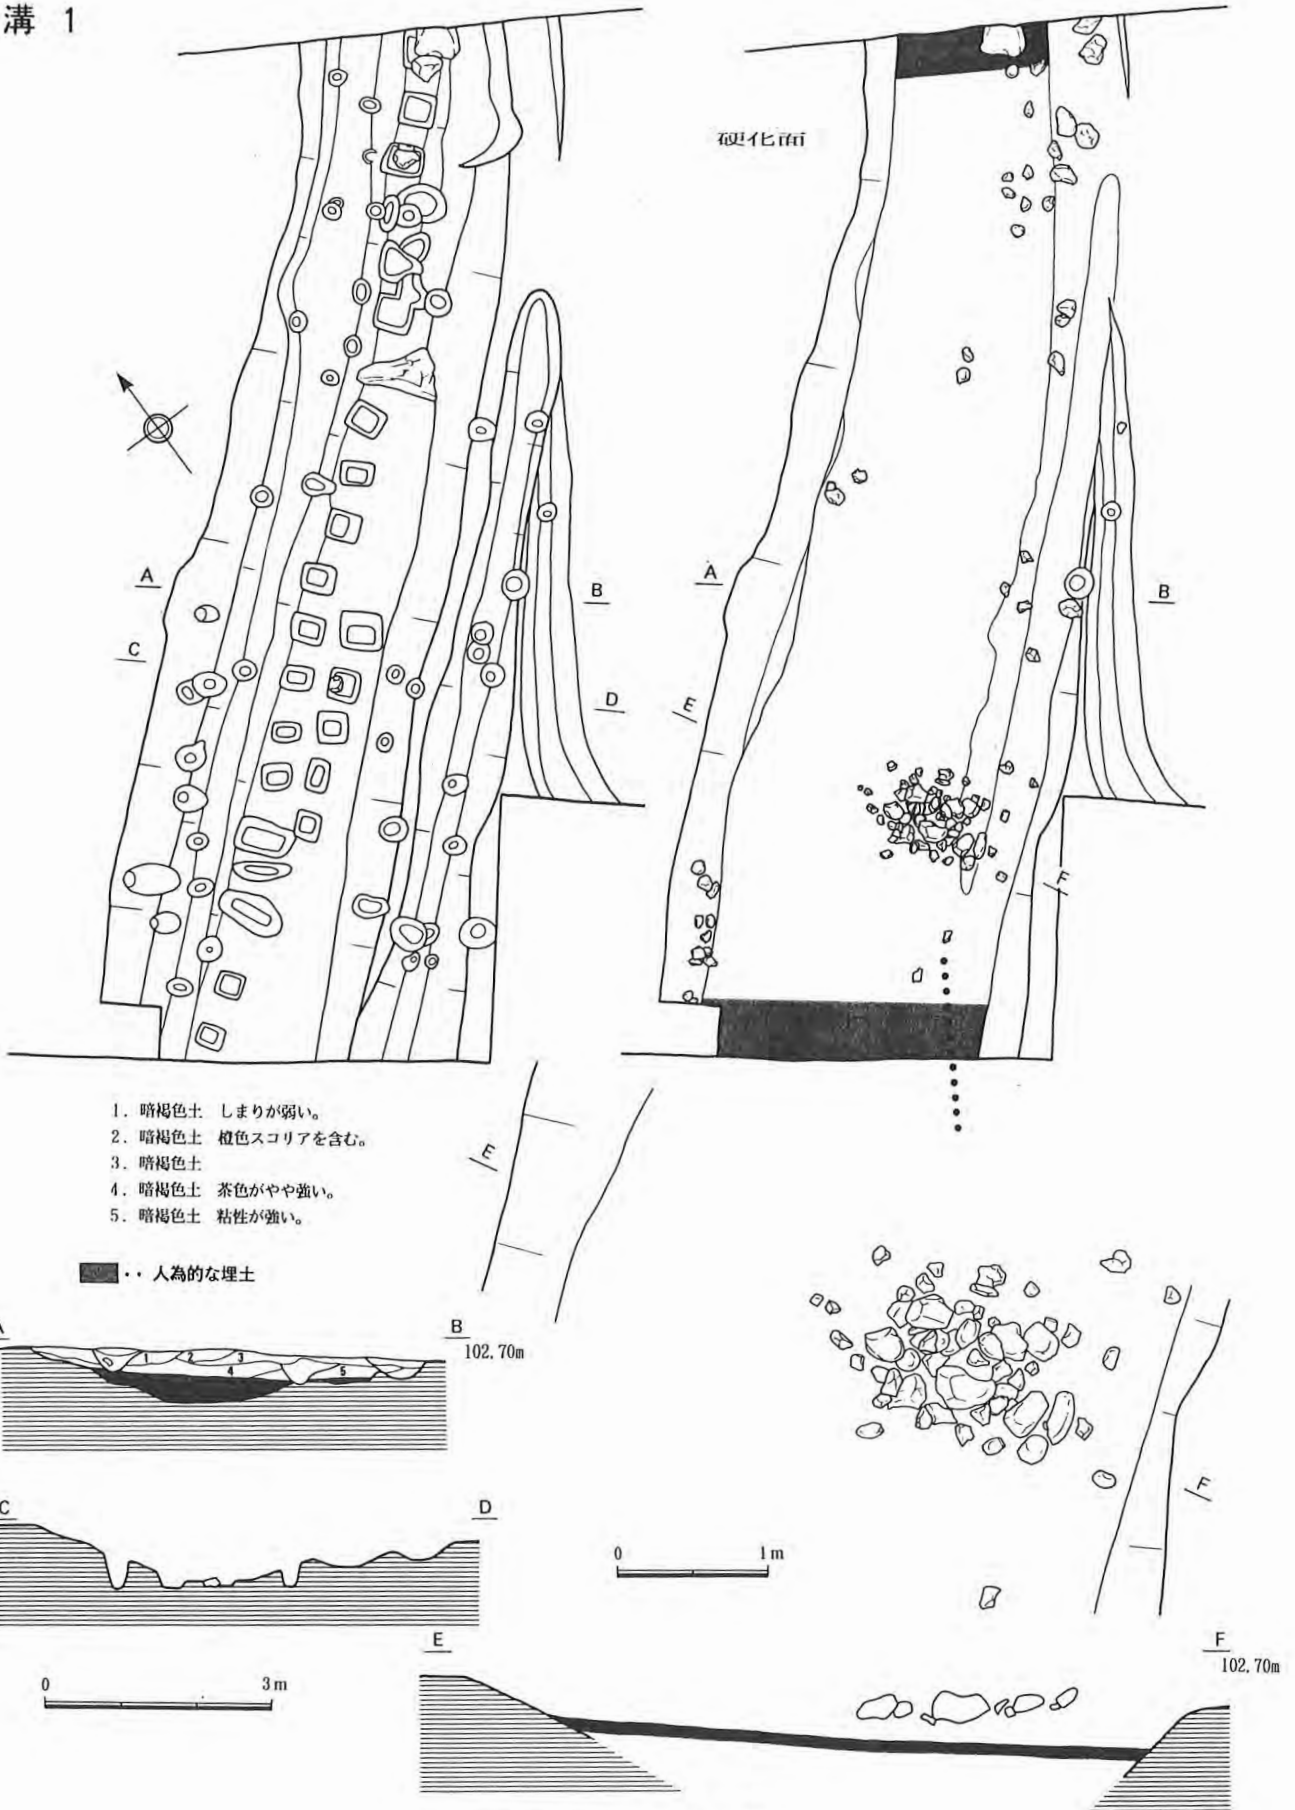 溝 1
硬化面
A
B
C
D
A
B
E
F
1. 暗褐色土 しまりが弱い。
2. 暗褐色土 橙色スコリアを含む。
3. 暗褐色土
4. 暗褐色土 茶色がやや強い。
5. 暗褐色土 粘性が強い。
‥人為的な埋土
E
F
A
B
102.70m
1 2 3
4 5
C
D
0 1m
0 3m
E
F
102.70m